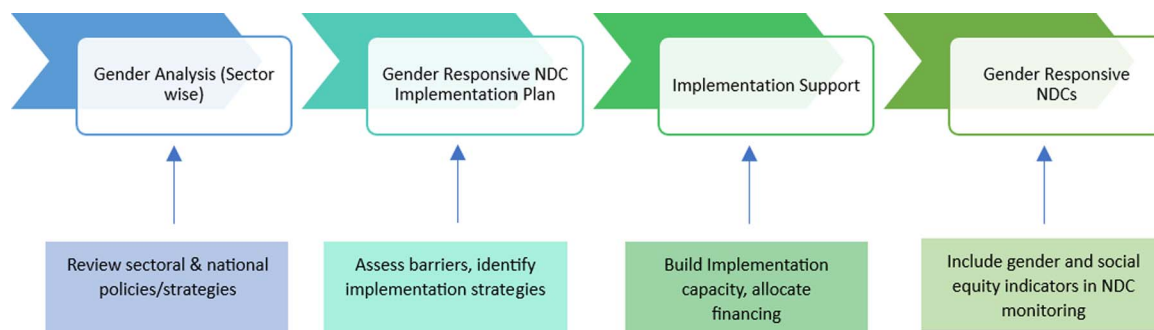 Gender Analysis (Sector
wise)
Gender Responsive NDC
Implementation Plan
Implementation Support
Gender Responsive
NDCs
Review sectoral & national
policies/strategies
Assess barriers, identify
implementation strategies
Build Implementation
capacity, allocate
financing
Include gender and social
equity indicators in NDC
monitoring